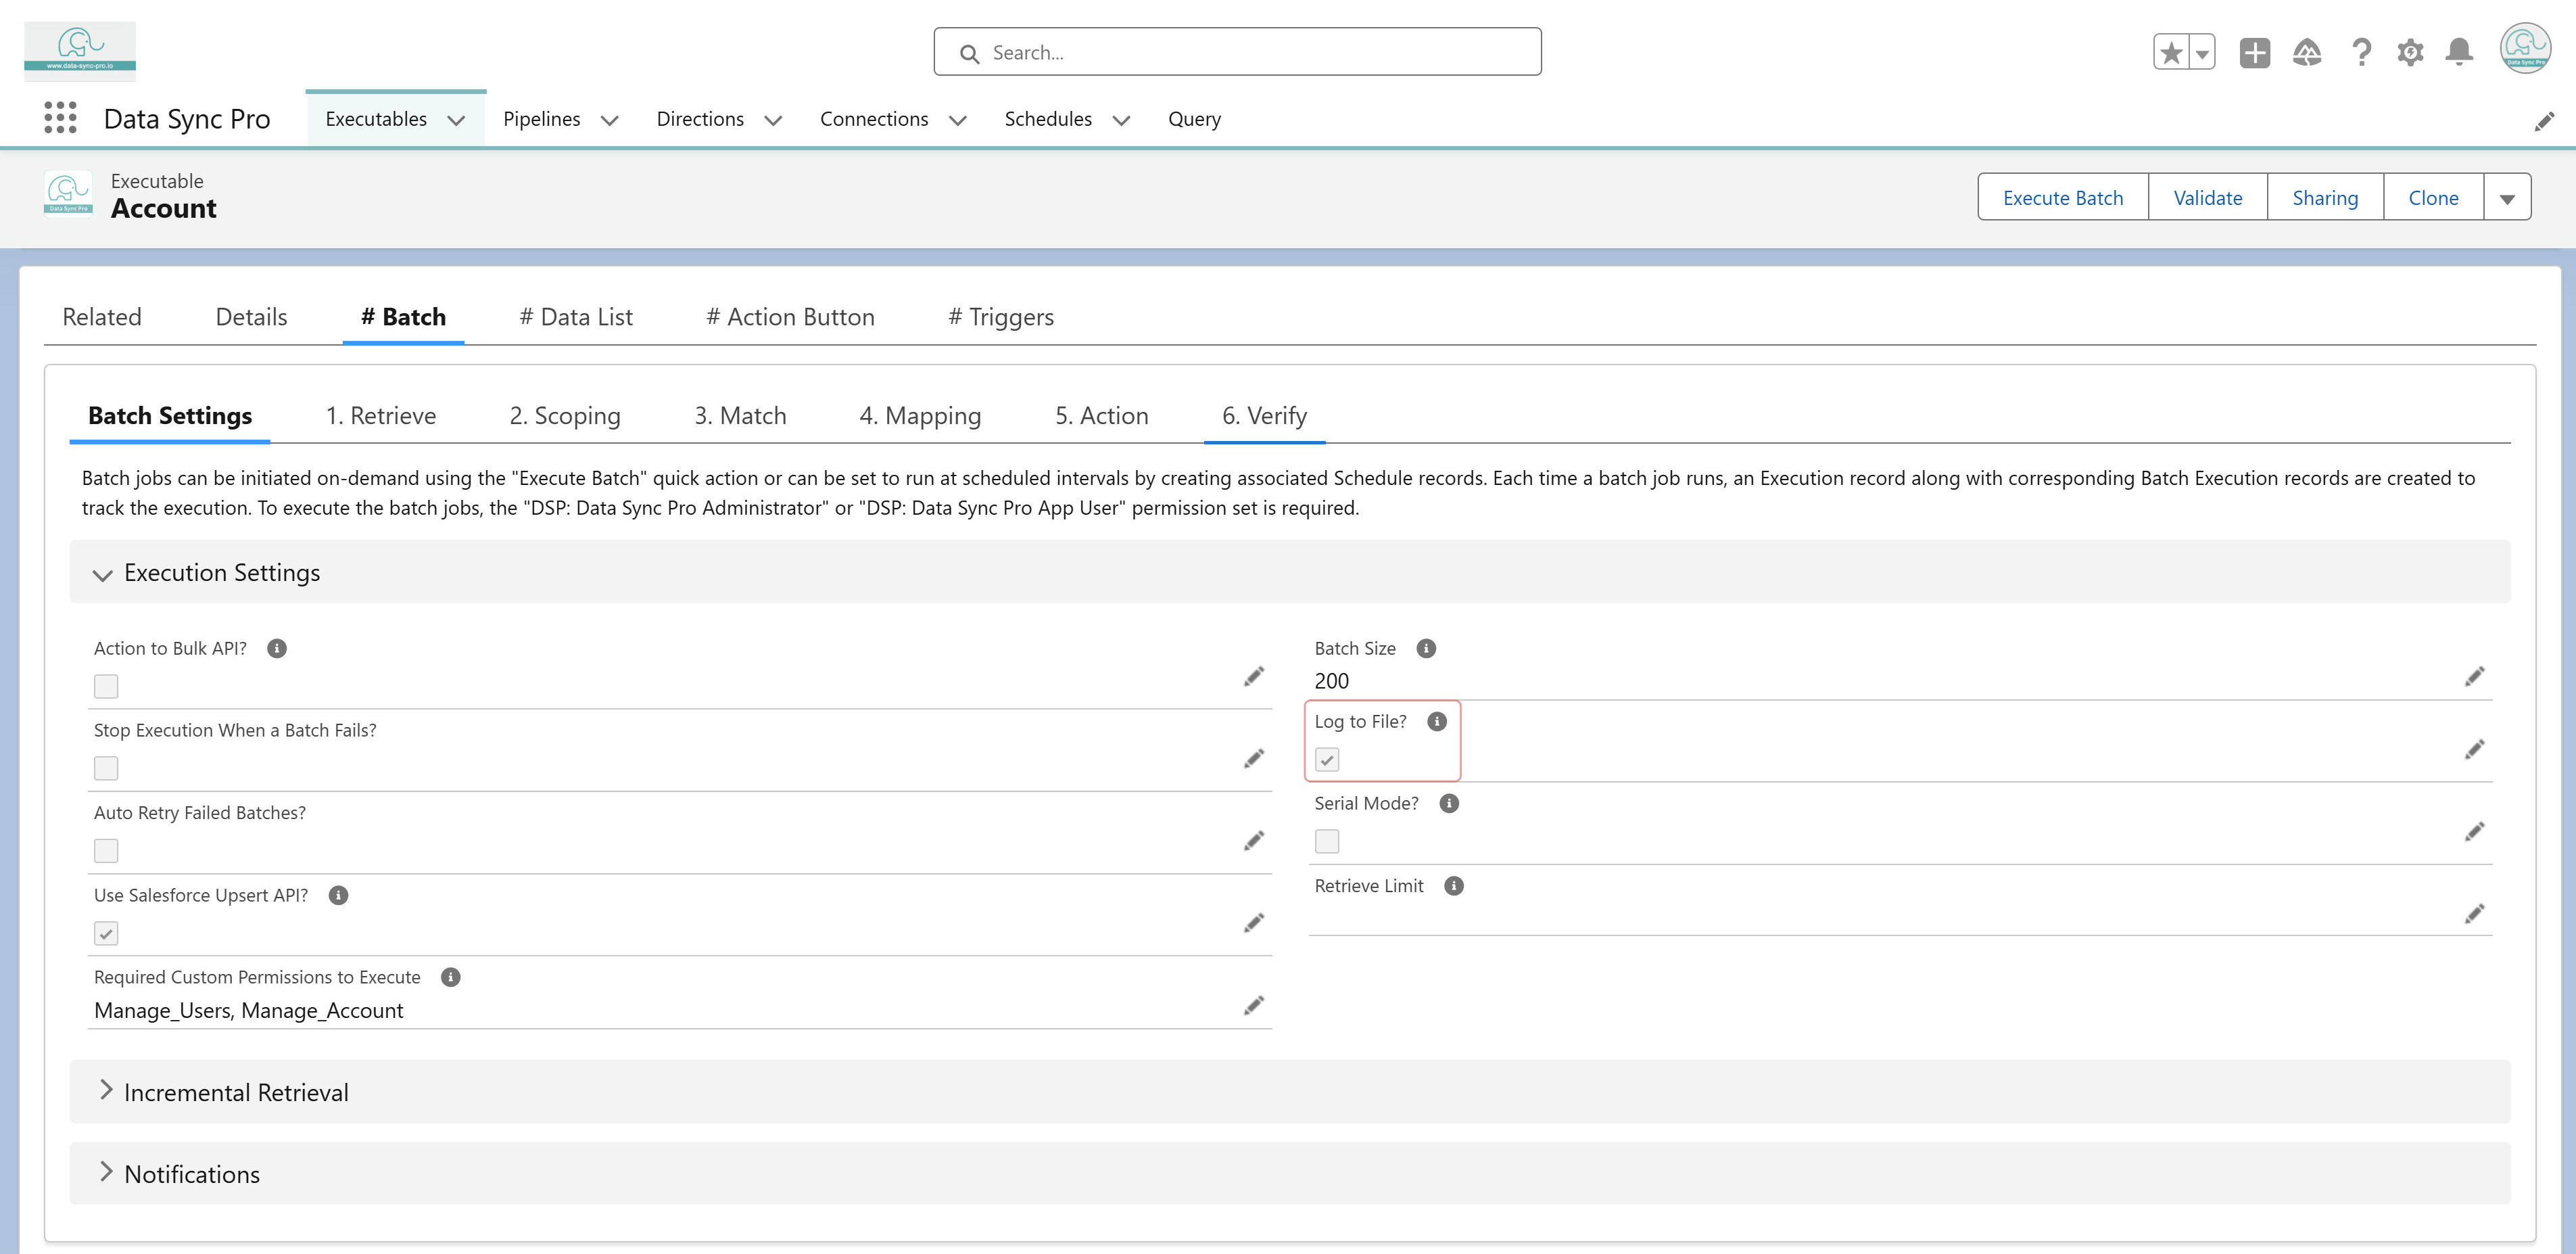 www.data-sync-pro.io
Search...
Data Sync Pro
Data Sync Pro
Executables
Pipelines
Directions
Connections
Schedules
Query
Data Sync Pro
Executable
Account
Execute Batch
Validate
Sharing
Clone
Related
Details
# Batch
# Data List
# Action Button
# Triggers
Batch Settings
1. Retrieve
2. Scoping
3. Match
4. Mapping
5. Action
6. Verify
Batch jobs can be initiated on-demand using the "Execute Batch" quick action or can be set to run at scheduled intervals by creating associated Schedule records. Each time a batch job runs, an Execution record along with corresponding Batch Execution records are created to
track the execution. To execute the batch jobs, the "DSP: Data Sync Pro Administrator" or "DSP: Data Sync Pro App User" permission set is required.
Execution Settings
Action to Bulk API?
Batch Size
200
Stop Execution When a Batch Fails?
Log to File?
Auto Retry Failed Batches?
Serial Mode?
Use Salesforce Upsert API?
Retrieve Limit
Required Custom Permissions to Execute
Manage_Users, Manage_Account
Incremental Retrieval
Notifications